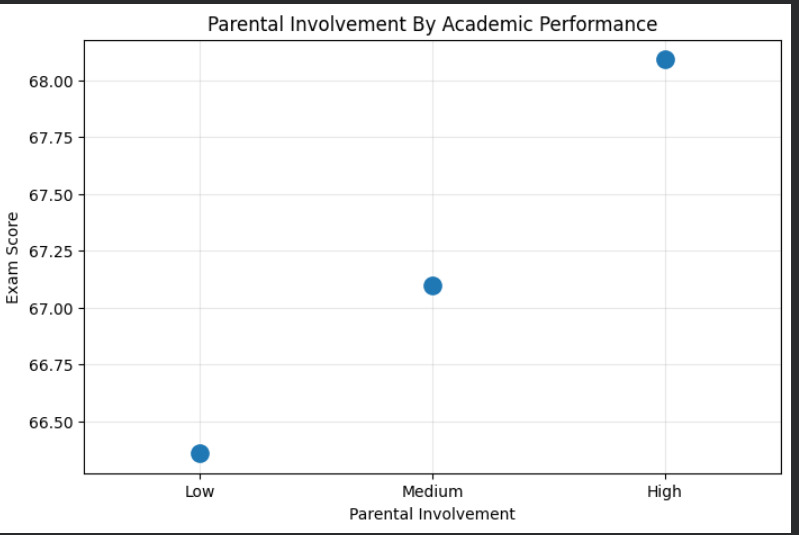 Parental Involvement By Academic Performance
Exam Score
68.00
67.75
67.50
67.25
67.00
66.75
66.50
Low Medium High
Parental Involvement